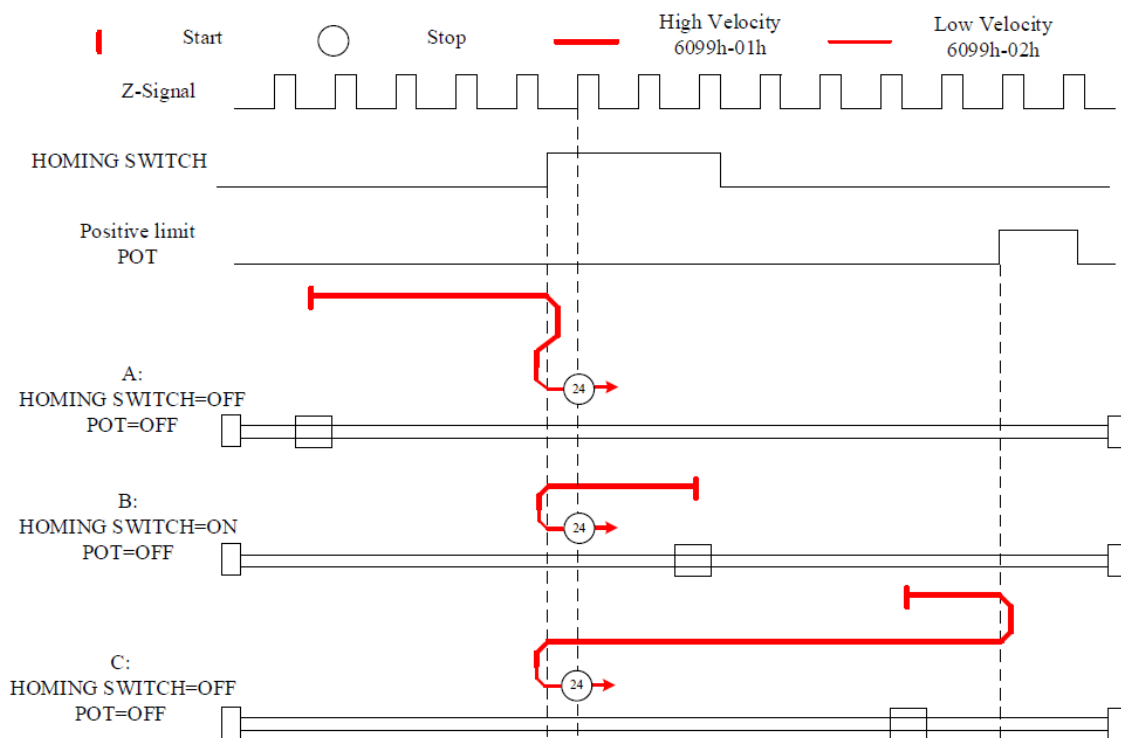 Start
Stop
High Velocity
6099h-01h
Low Velocity
6099h-02h
Z-Signal
HOMING SWITCH
Positive limit
POT
24
A:
HOMING SWITCH=OFF
POT=OFF
24
B:
HOMING SWITCH=ON
POT=OFF
24
C:
HOMING SWITCH=OFF
POT=OFF